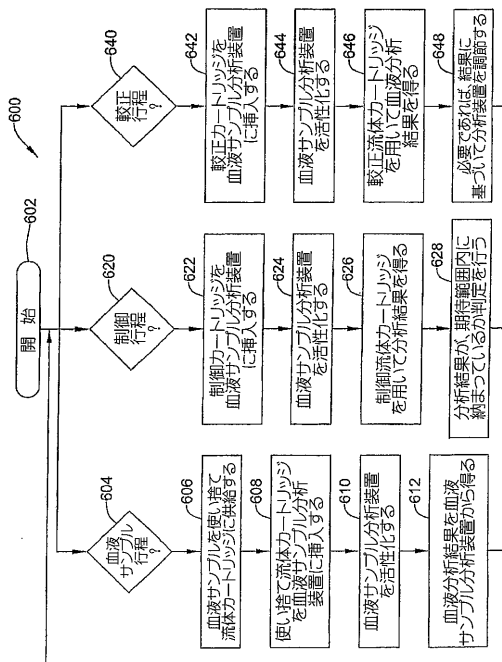 600
開始
602
604
血液
サンプル
行程
?
606
血液サンプルを使い捨て
流体カートリッジに供給する
608
使い捨て流体カートリッジ
を血液サンプル分析
装置に挿入する
610
血液サンプル分析装置
を活性化する
612
血液分析結果を血液
サンプル分析装置から得る
620
制御
行程
?
622
制御カートリッジを
血液サンプル分析装置
に挿入する
624
血液サンプル分析装置
を活性化する
626
制御流体カートリッジ
を用いて分析結果を得る
628
分析結果が、期待範囲内に
納まっているか判定を行う
640
較正
行程
?
642
較正カートリッジを
血液サンプル分析装置
に挿入する
644
血液サンプル分析装置
を活性化する
646
較正流体カートリッジ
を用いて血液分析
結果を得る
648
必要であれば、結果に
基づいて分析装置を調節する